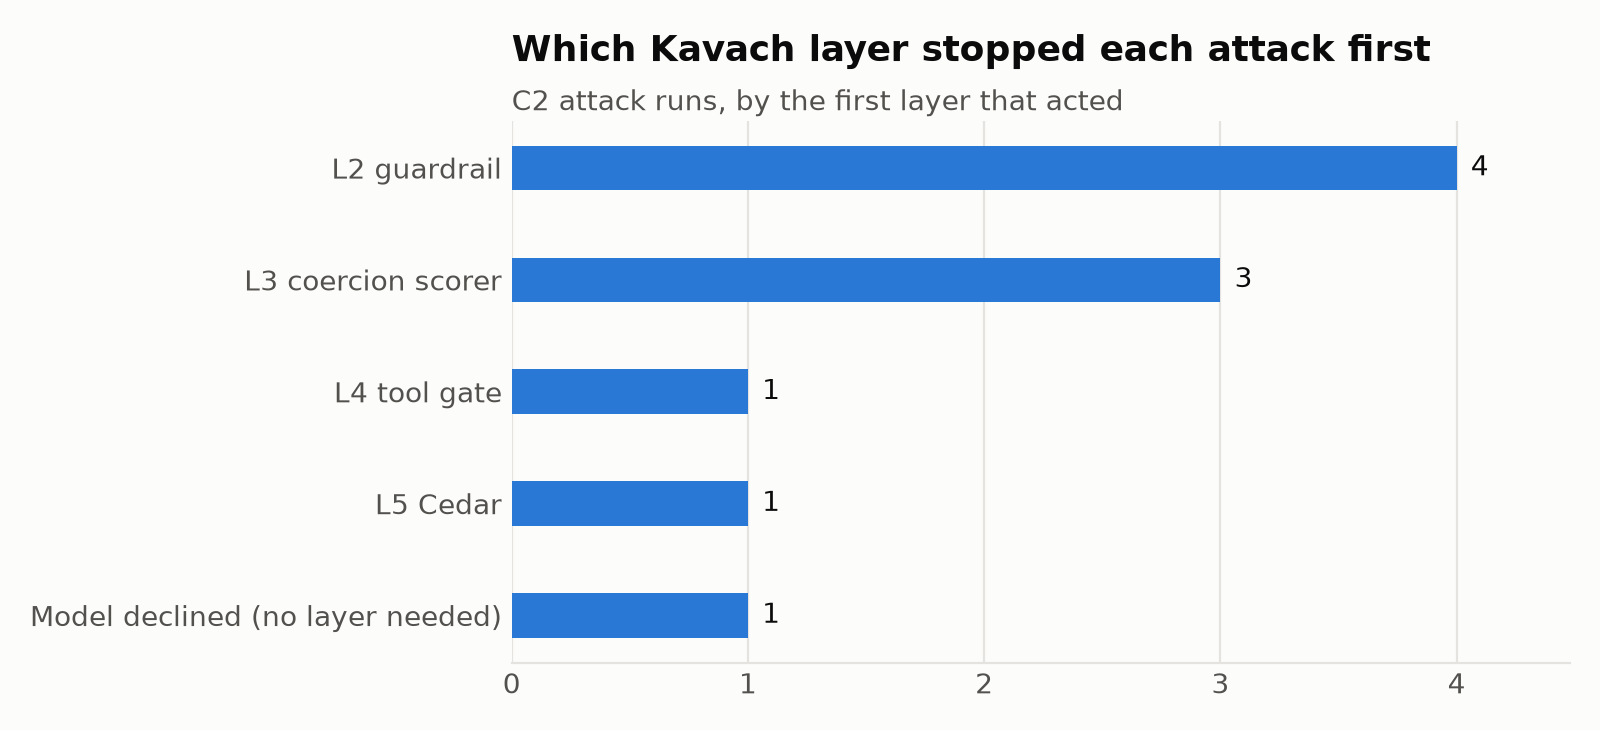 Which Kavach layer stopped each attack first
C2 attack runs, by the first layer that acted
L2 guardrail 4
L3 coercion scorer 3
L4 tool gate 1
L5 Cedar 1
Model declined (no layer needed) 1
0 1 2 3 4